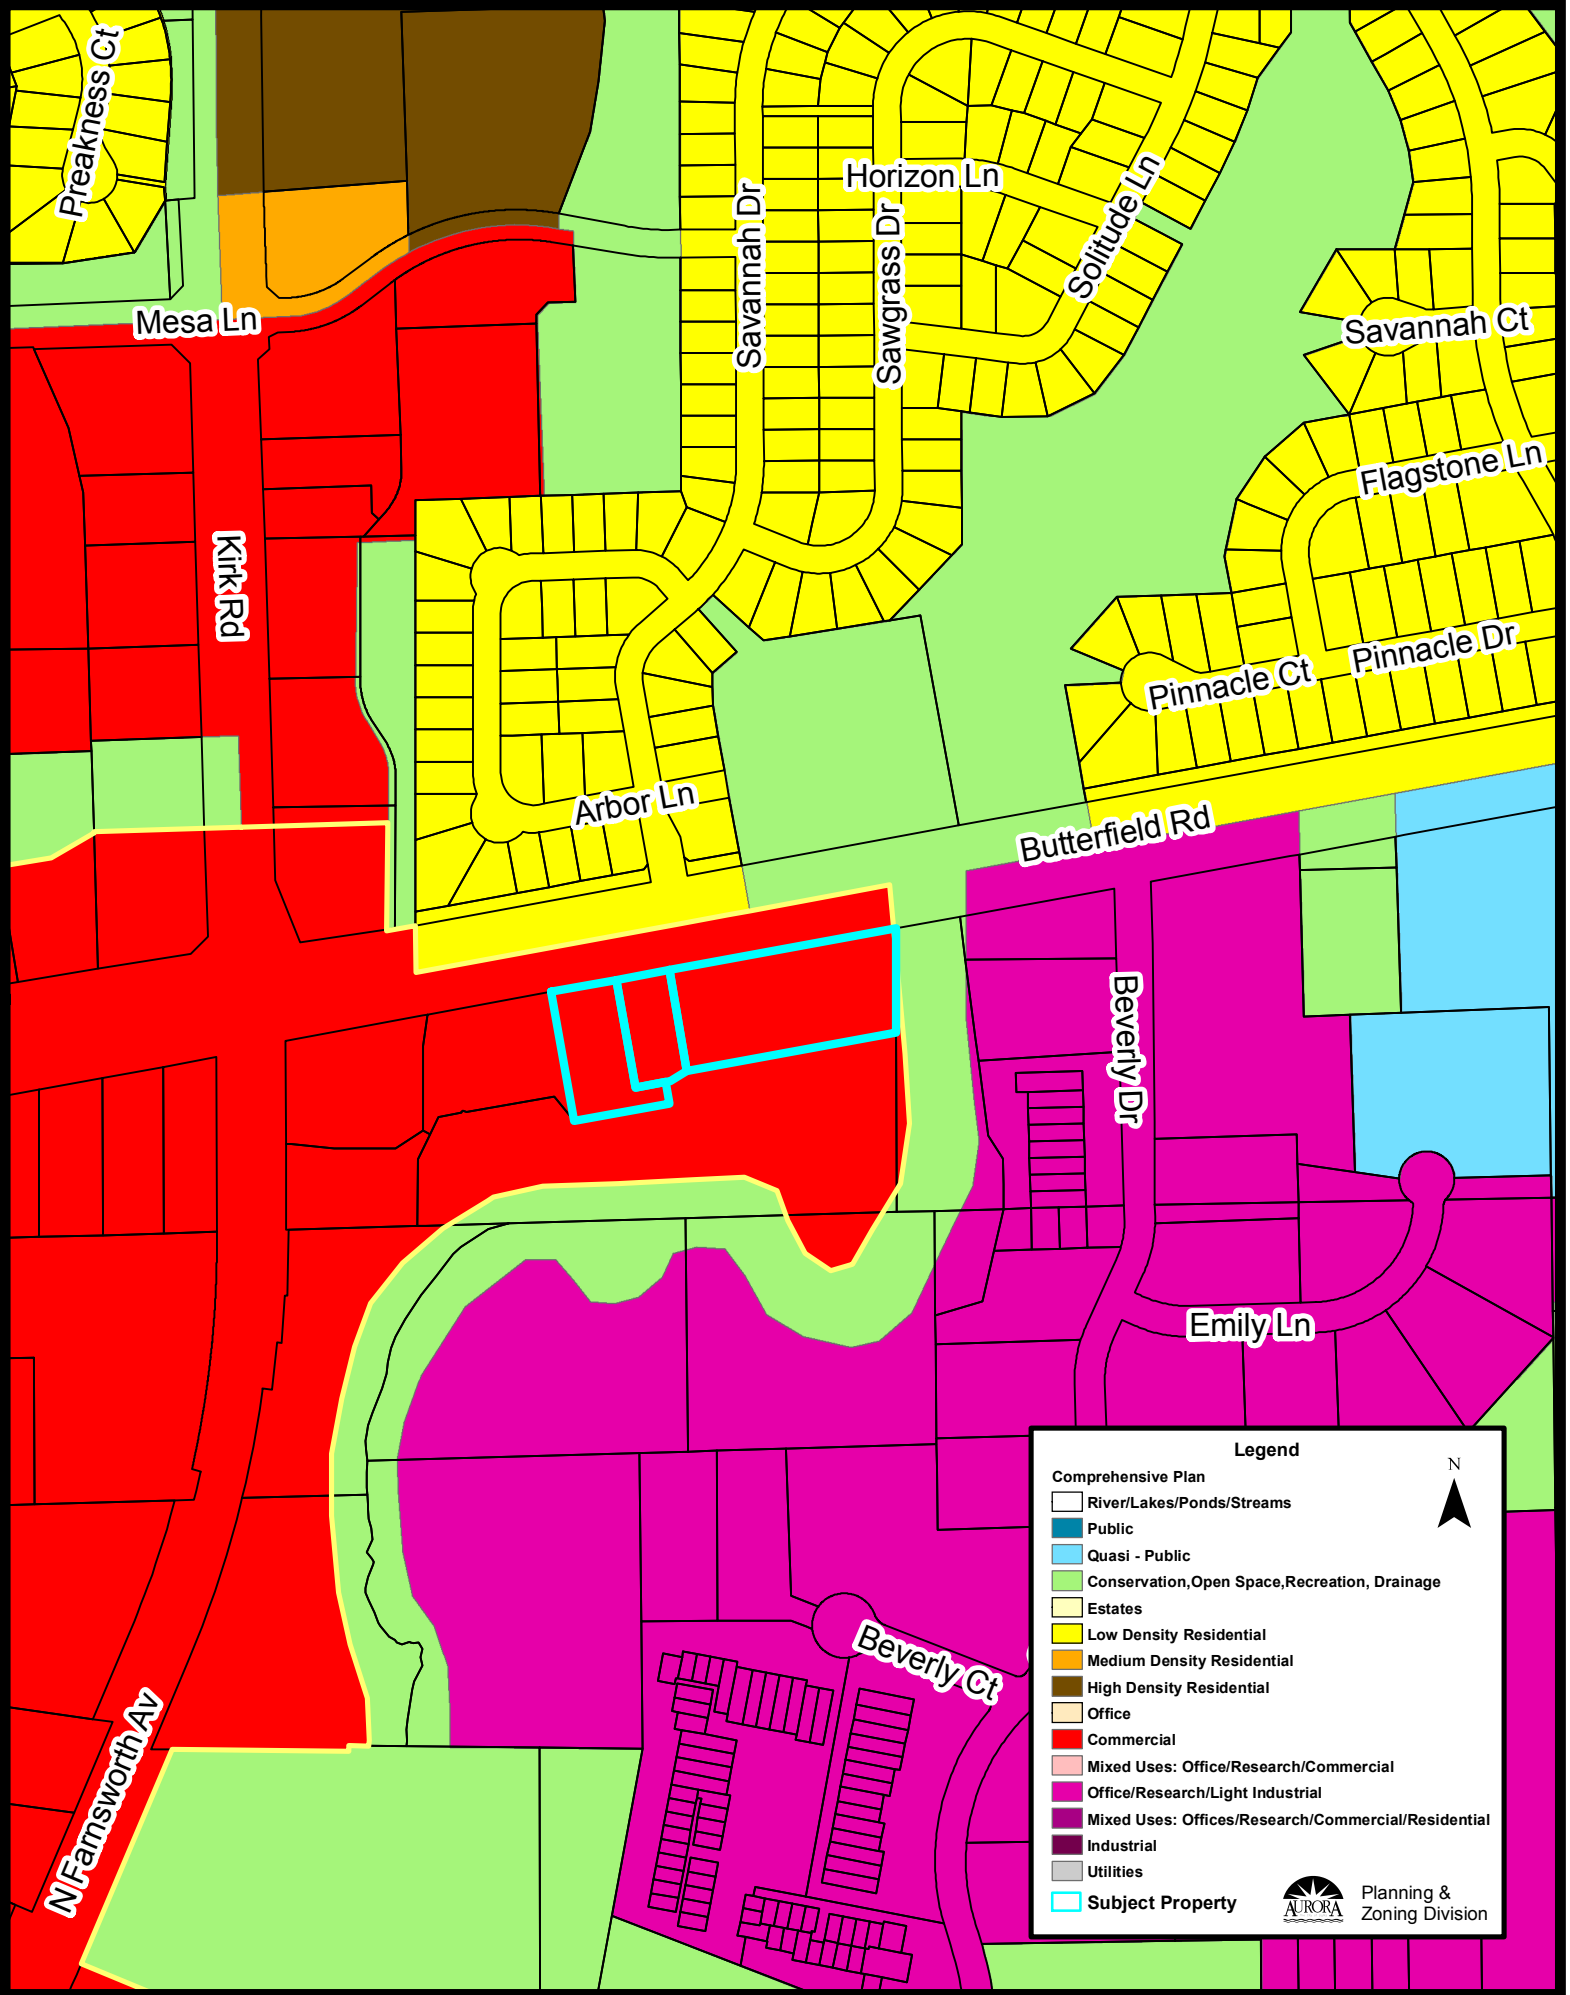 Preakness Ct
Horizon Ln
Solitude Ln
Savannah Dr
Sawgrass Dr
Mesa Ln
Savannah Ct
Flagstone Ln
Kirk Rd
Pinnacle Dr
Pinnacle Ct
Arbor Ln
Butterfield Rd
Beverly Dr
Emily Ln
Beverly Ct
N Farnsworth Av
Legend
N
Comprehensive Plan
River/Lakes/Ponds/Streams
Public
Quasi - Public
Conservation,Open Space,Recreation, Drainage
Estates
Low Density Residential
Medium Density Residential
High Density Residential
Office
Commercial
Mixed Uses: Office/Research/Commercial
Office/Research/Light Industrial
Mixed Uses: Offices/Research/Commercial/Residential
Industrial
Utilities
Subject Property
AURORA
Planning &
Zoning Division